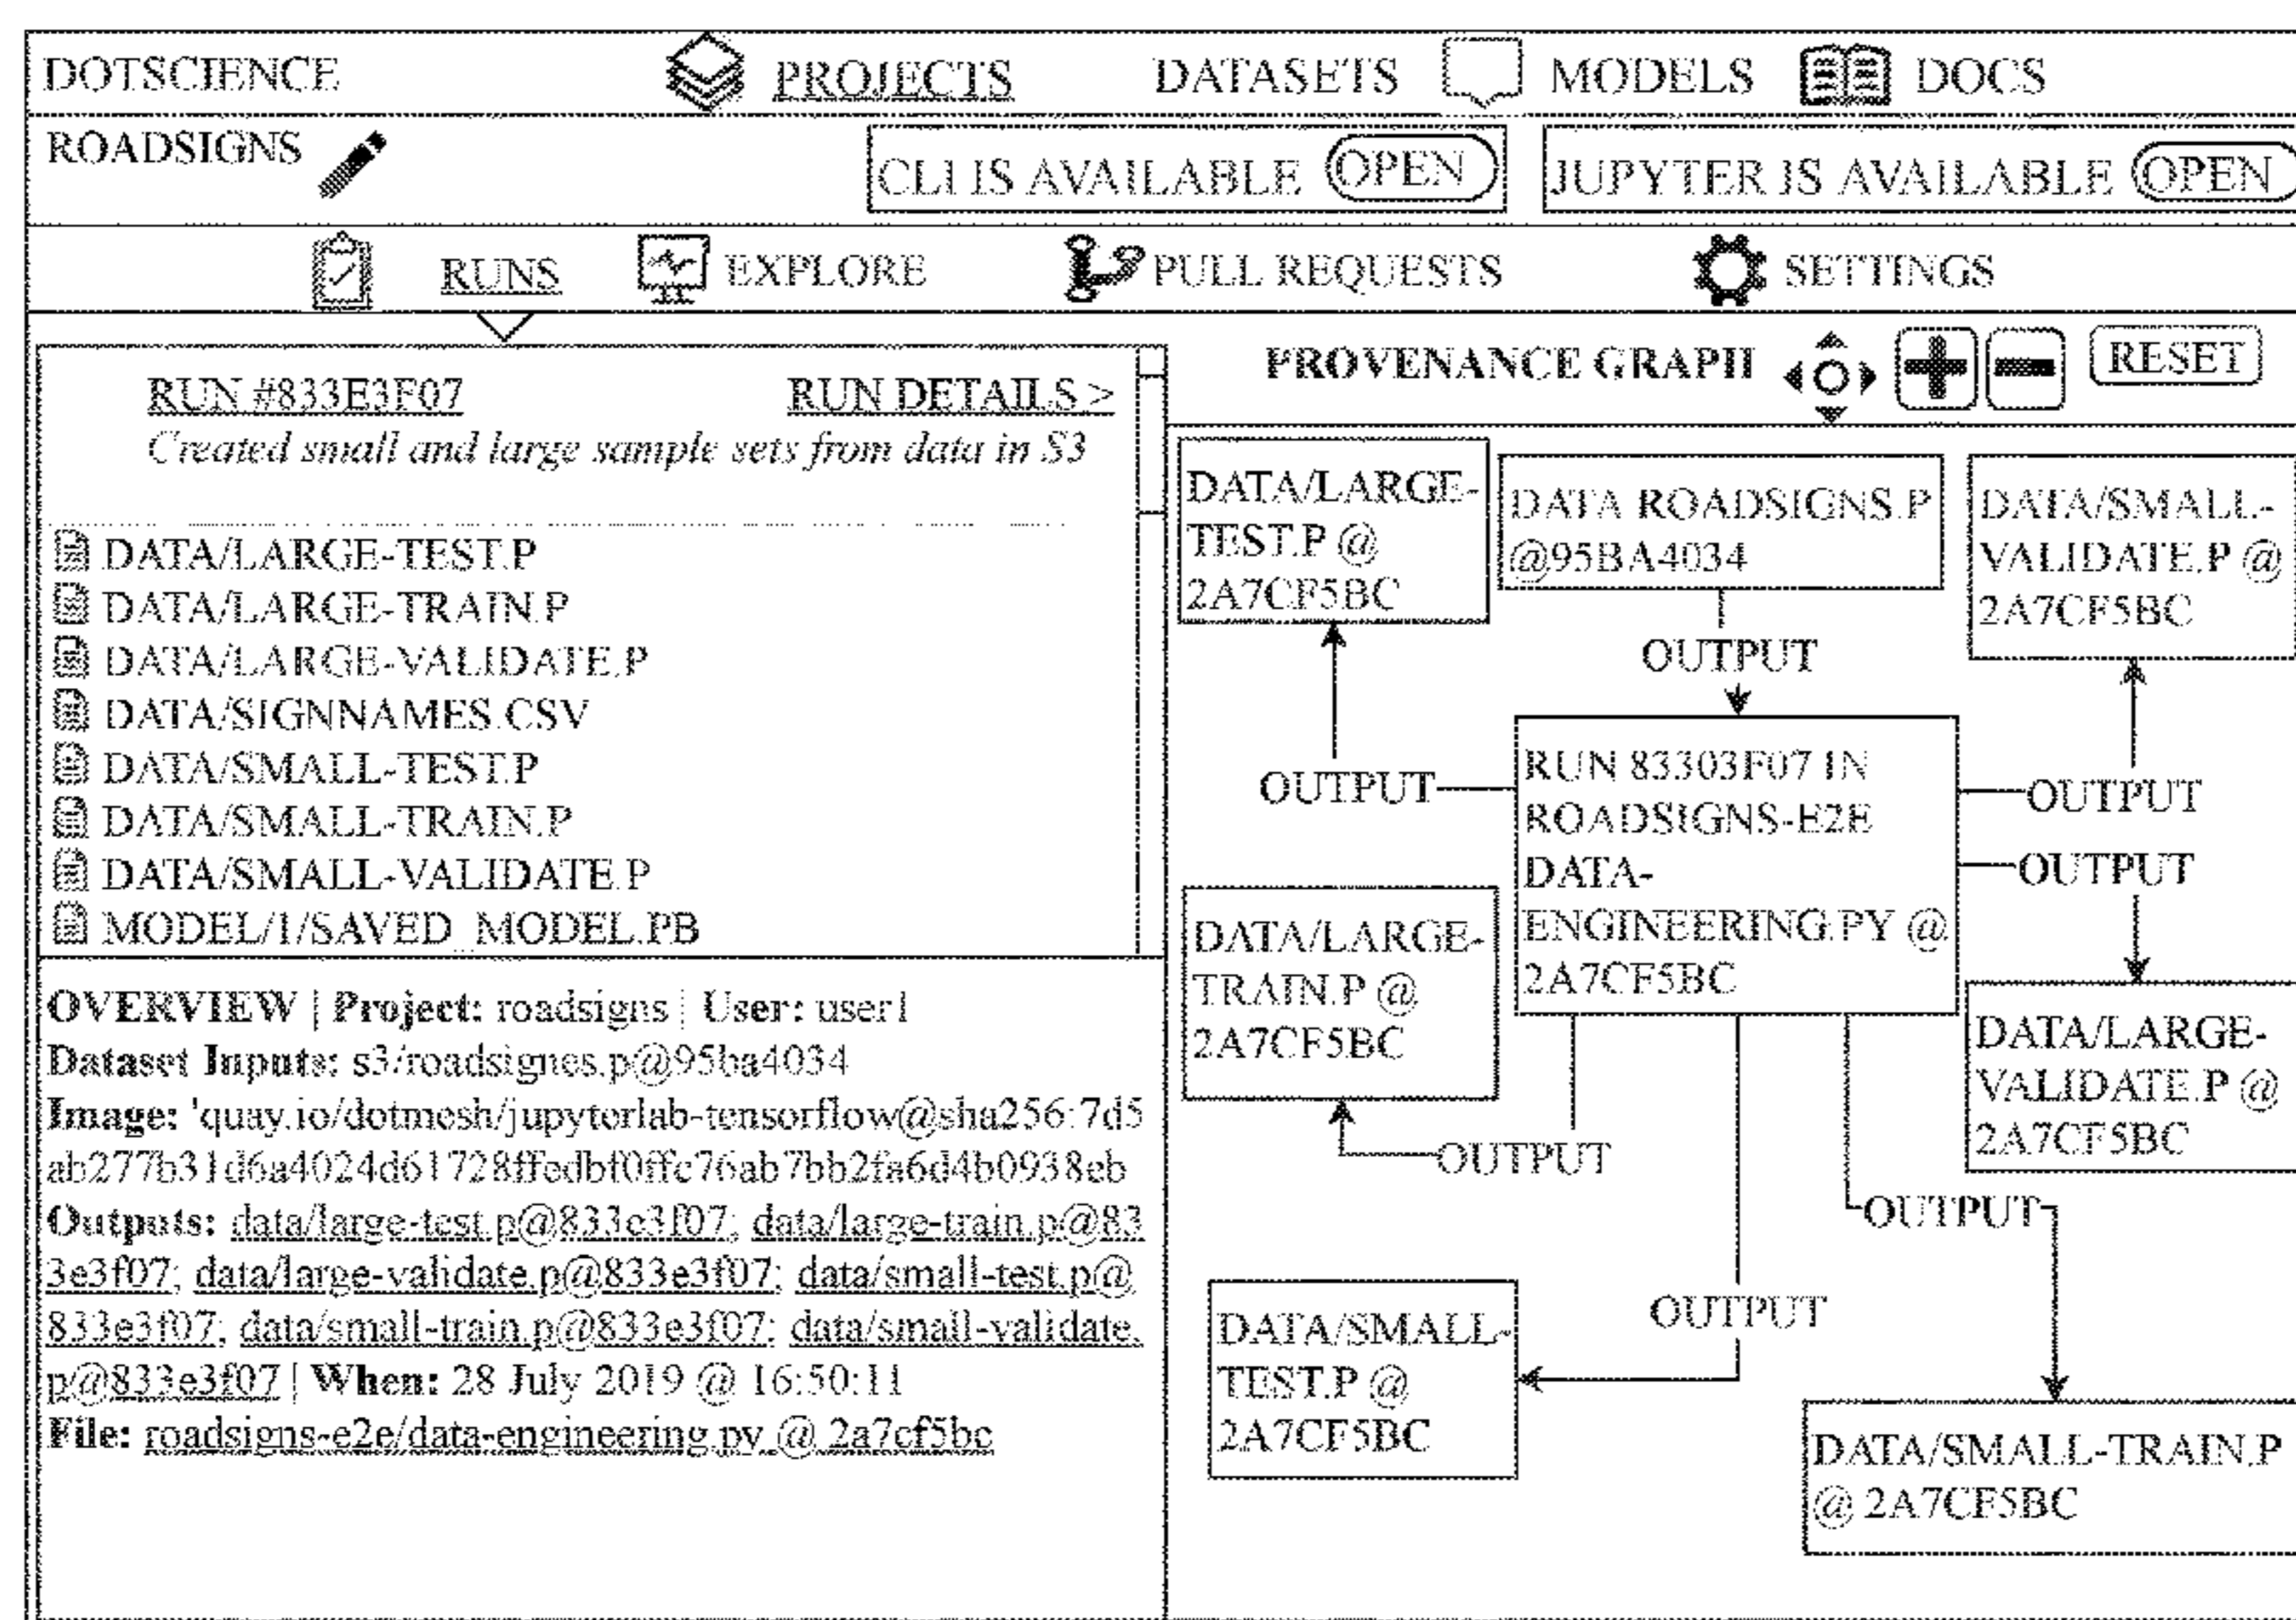 DOTSCIENCE PROJECTS DATASETS MODELS DOCS
ROADSIGNS
CLI IS AVAILABLE OPEN JUPYTER IS AVAILABLE OPEN
RUNS EXPLORE PULL REQUESTS SETTINGS
RUN #833E3F07 RUN DETAILS >
Created small and large sample sets from data in S3
DATA/LARGE-TEST.P
DATA/LARGE-TRAIN.P
DATA/LARGE-VALIDATE.P
DATA/SIGNNAMES.CSV
DATA/SMALL-TEST.P
DATA/SMALL-TRAIN.P
DATA/SMALL-VALIDATE.P
MODEL/1/SAVED_MODEL.PB
OVERVIEW | Project: roadsigns | User: user1
Dataset Inputs: s3/roadsignes.p@95ba4034
Image: 'quay.io/dotmesh/jupyterlab-tensorflow@sha256:7d5
ab277b31d6a4024d61728ffedbf0ffc76ab7bb2fa6d4b0938eb
Outputs: data/large-test.p@833e3f07; data/large-train.p@83
3e3f07; data/large-validate.p@833e3f07; data/small-test.p@
833e3f07; data/small-train.p@833e3f07; data/small-validate.
p@833e3f07 | When: 28 July 2019 @ 16:50:11
File: roadsigns-e2e/data-engineering.py @ 2a7cf5bc
PROVENANCE GRAPH RESET
DATA/LARGE-
TEST.P @
2A7CF5BC
DATA ROADSIGNS.P
@95BA4034
DATA/SMALL-
VALIDATE.P @
2A7CF5BC
OUTPUT
OUTPUT
RUN 83303F07 IN
ROADSIGNS-E2E
DATA-
ENGINEERING.PY @
2A7CF5BC
OUTPUT
OUTPUT
DATA/LARGE-
TRAIN.P @
2A7CF5BC
DATA/LARGE-
VALIDATE.P @
2A7CF5BC
OUTPUT
OUTPUT
OUTPUT
DATA/SMALL-
TEST.P @
2A7CF5BC
DATA/SMALL-TRAIN.P
@ 2A7CF5BC